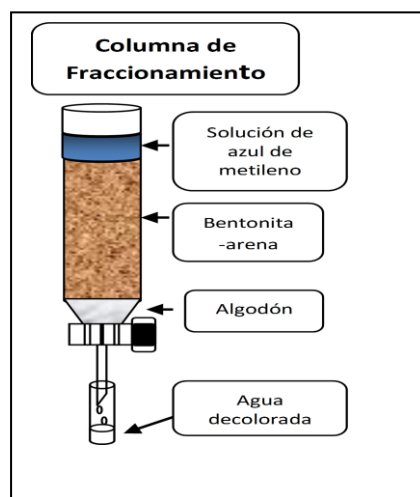 Columna de
Fraccionamiento
Solución de
azul de
metileno
Bentonita
-arena
Algodón
Agua
decolorada